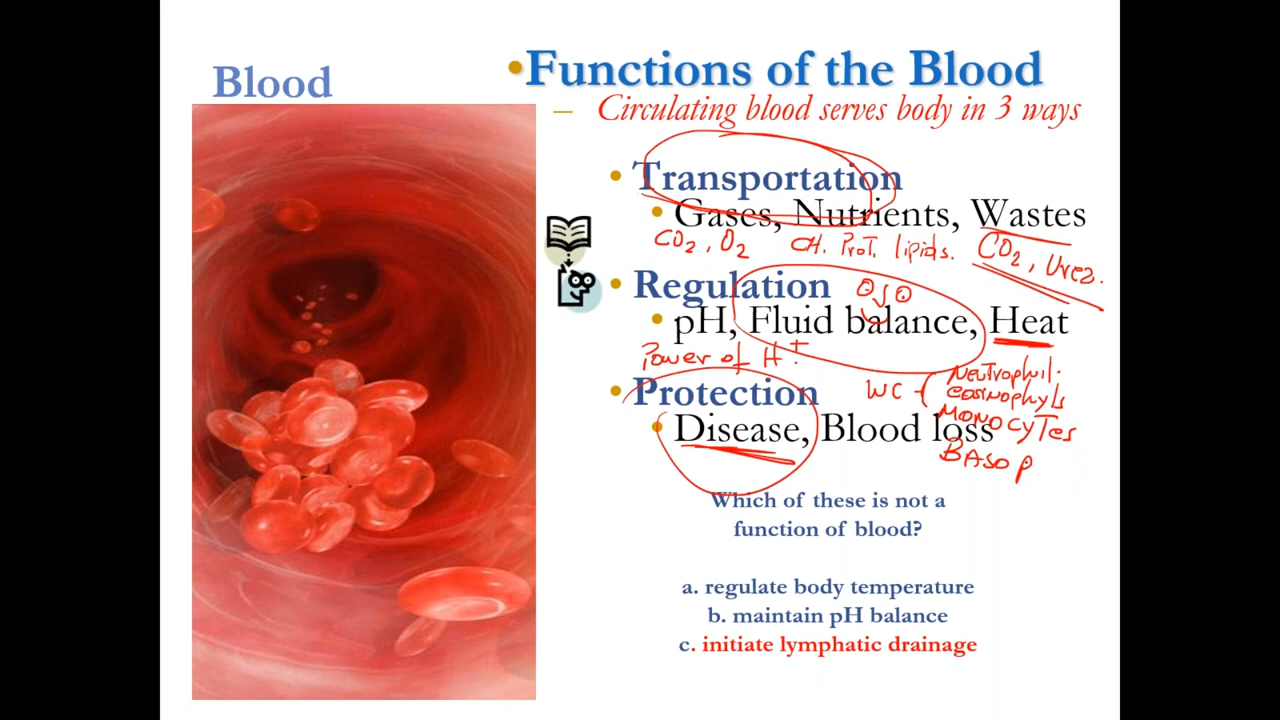 Blood
•Functions of the Blood
– Circulating blood serves body in 3 ways
• Transportation
• Gases, Nutrients, Wastes
CO2, O2 CH. Prot. lipids. CO2, Urea.
• Regulation
• pH, Fluid balance, Heat
Power of H+
• Protection
WC
Neutrophil.
eosinophyls
• Disease, Blood loss
MONOCYTes
BASOP
Which of these is not a
function of blood?
a. regulate body temperature
b. maintain pH balance
c. initiate lymphatic drainage